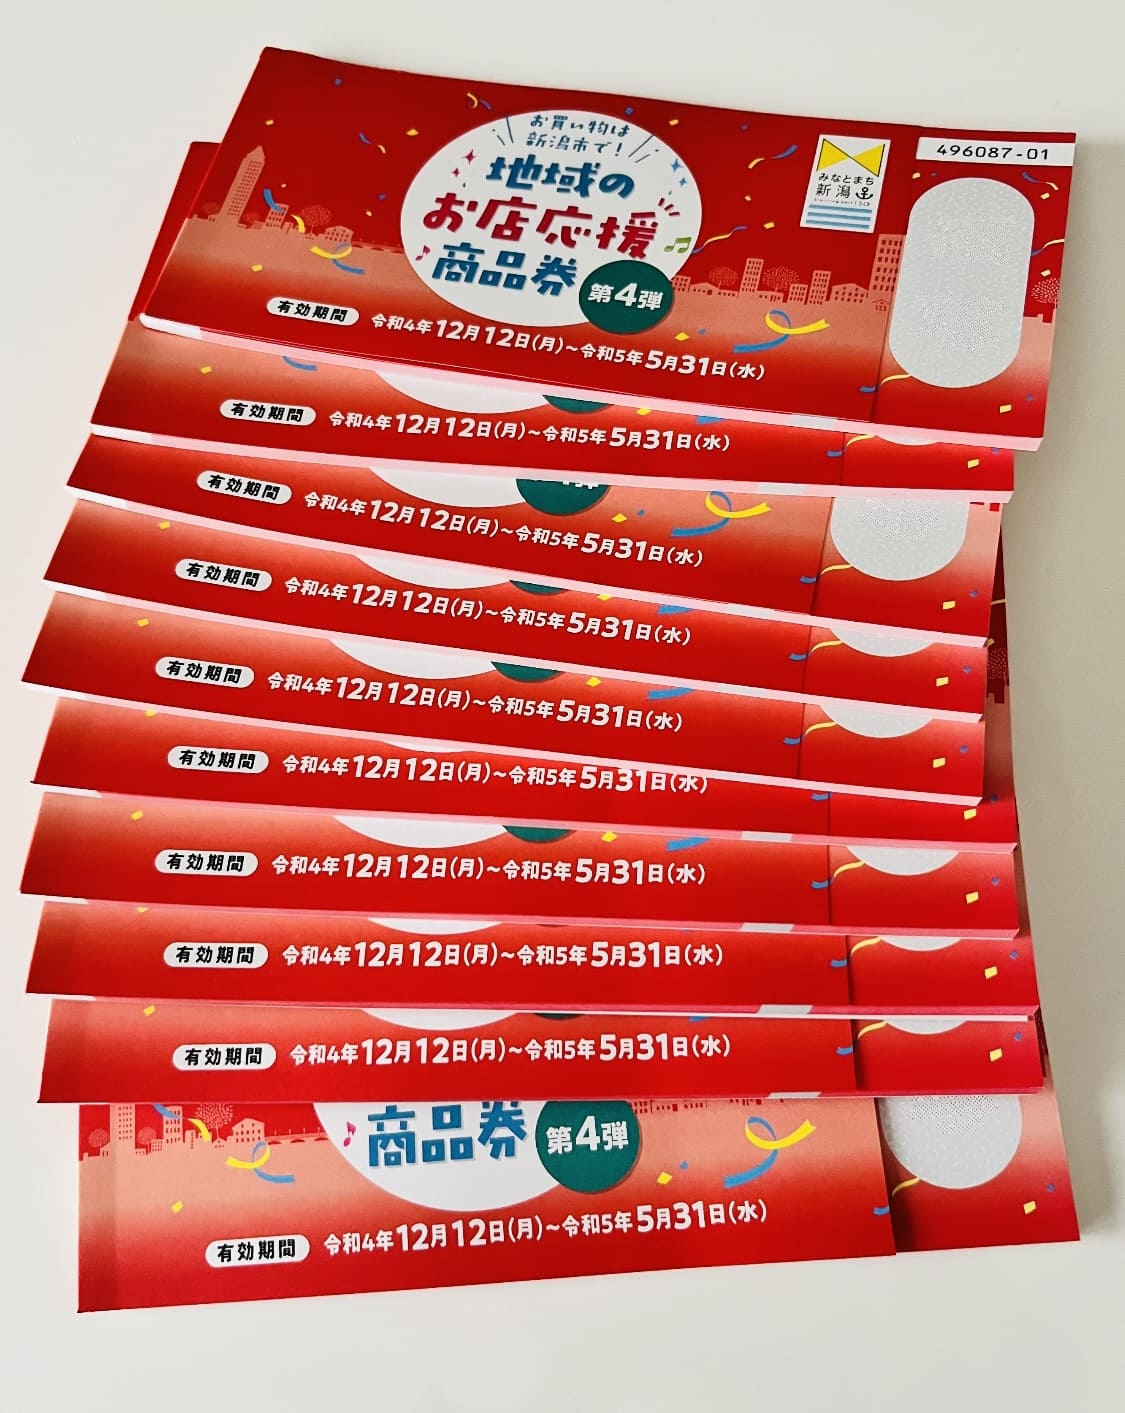 お買い物は
新潟市で!
地域の
お店応援
商品券
第4弾
みなとまち
新潟
496087-01
有効期間 令和4年12月12日(月)~令和5年5月31日(水)
有効期間 令和4年12月12日(月)~令和5年5月31日(水)
有効期間 令和4年12月12日(月)~令和5年5月31日(水)
有効期間 令和4年12月12日(月)~令和5年5月31日(水)
有効期間 令和4年12月12日(月)~令和5年5月31日(水)
有効期間 令和4年12月12日(月)~令和5年5月31日(水)
有効期間 令和4年12月12日(月)~令和5年5月31日(水)
有効期間 令和4年12月12日(月)~令和5年5月31日(水)
有効期間 令和4年12月12日(月)~令和5年5月31日(水)
商品券 第4弾
有効期間 令和4年12月12日(月)~令和5年5月31日(水)